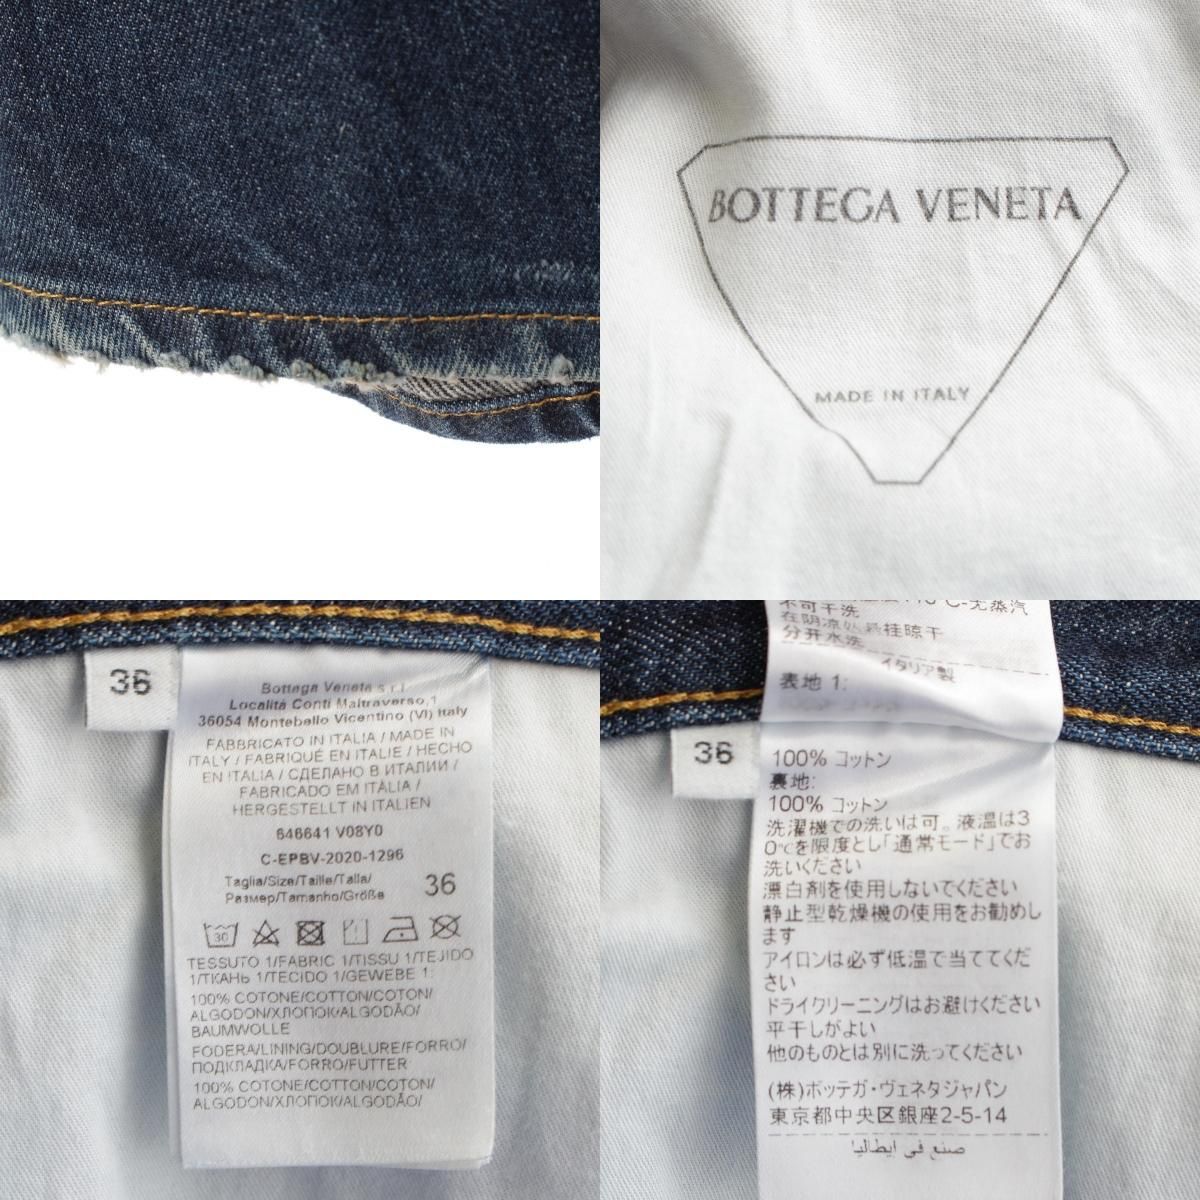 BOTTEGA VENETA
MADE IN ITALY
36
Bottega Veneta s.r.l
Località Conti Maltraverso,1
36054 Montebello Vicentino (VI) Italy
FABBRICATO IN ITALIA / MADE IN
ITALY / FABRIQUÉ EN ITALIE / HECHO
EN ITALIA / СДЕЛАНО В ИТАЛИИ /
FABRICADO EM ITÁLIA /
HERGESTELLT IN ITALIEN
646641 V08Y0
C-EPBV-2020-1296
Taglia/Size/Taille/Talla/
Размер/Tamanho/Größe
36
30
TESSUTO 1/FABRIC 1/TISSU 1/TEJIDO
1/ТКАНЬ 1/TECIDO 1/GEWEBE 1:
100% COTONE/COTTON/COTON/
ALGODON/ХЛОПОК/ALGODÃO/
BAUMWOLLE
FODERA/LINING/DOUBLURE/FORRO/
ПОДКЛАДКА/FORRO/FUTTER
100% COTONE/COTTON/COTON/
ALGODON/ХЛОПОК/ALGODÃO/
不可干洗
在阴凉处悬挂晾干
分开水洗
イタリア製
表地 1:
36
100% コットン
裏地:
100% コットン
洗濯機での洗いは可。液温は3
0℃を限度とし「通常モード」でお
洗いください
漂白剤を使用しないでください
静止型乾燥機の使用をお勧めし
ます
アイロンは必ず低温で当ててくだ
さい
ドライクリーニングはお避けください
平干しがよい
他のものとは別に洗ってください
(株)ボッテガ・ヴェネタジャパン
東京都中央区銀座2-5-14
صنع في ايطاليا